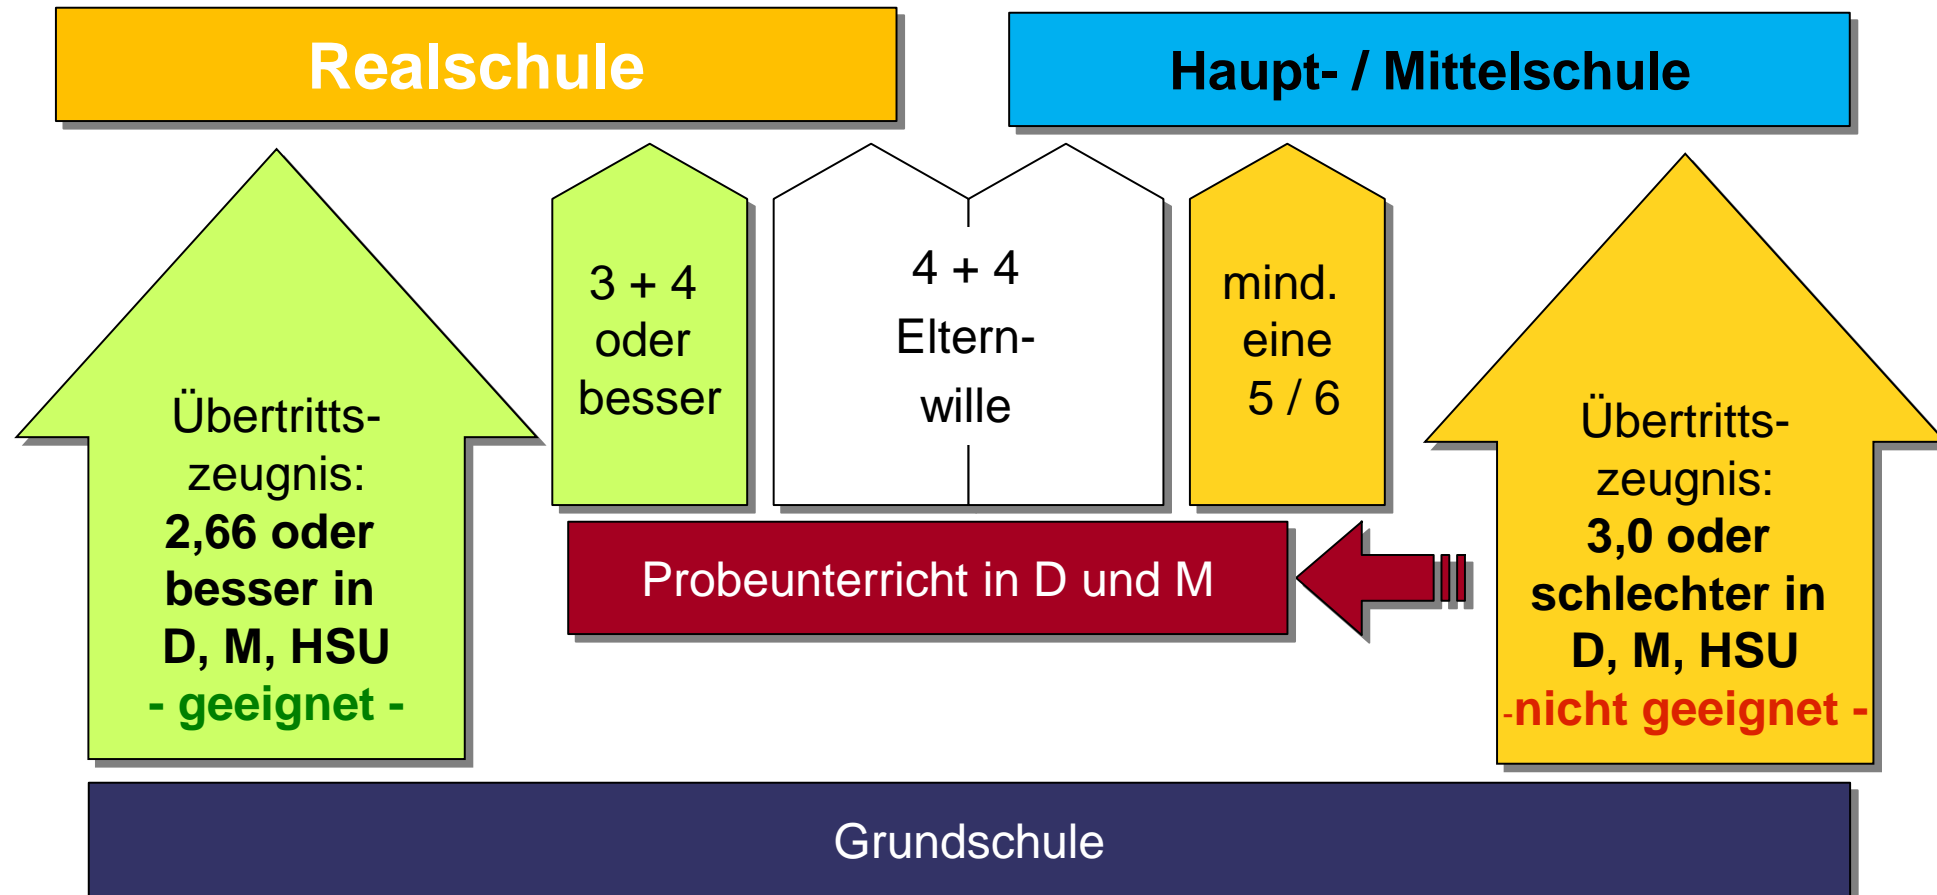 Realschule
Haupt- / Mittelschule
Übertritts-
zeugnis:
2,66 oder
besser in
D, M, HSU
- geeignet -
3 + 4
oder
besser
4 + 4
Eltern-
wille
mind.
eine
5 / 6
Probeunterricht in D und M
Übertritts-
zeugnis:
3,0 oder
schlechter in
D, M, HSU
-nicht geeignet -
Grundschule